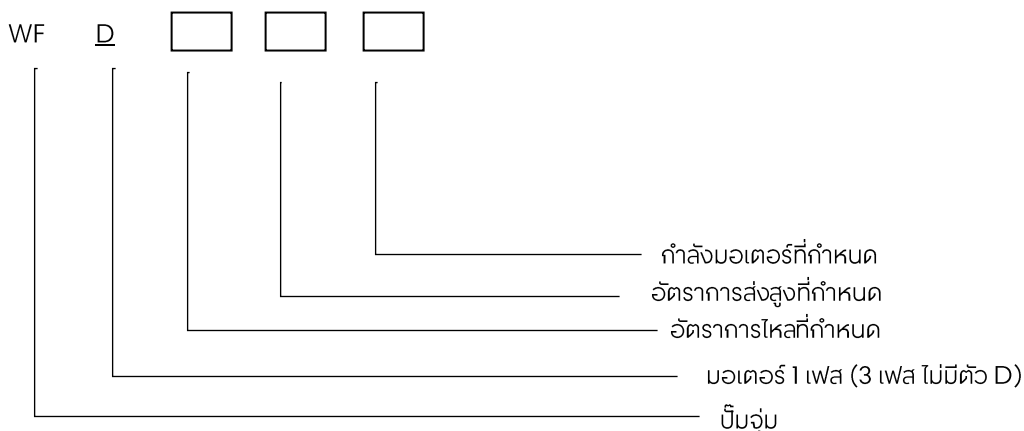 WF D
กำลังมอเตอร์ที่กำหนด
อัตราการส่งสูงที่กำหนด
อัตราการไหลที่กำหนด
มอเตอร์ 1 เฟส (3 เฟส ไม่มีตัว D)
ปั๊มจุ่ม